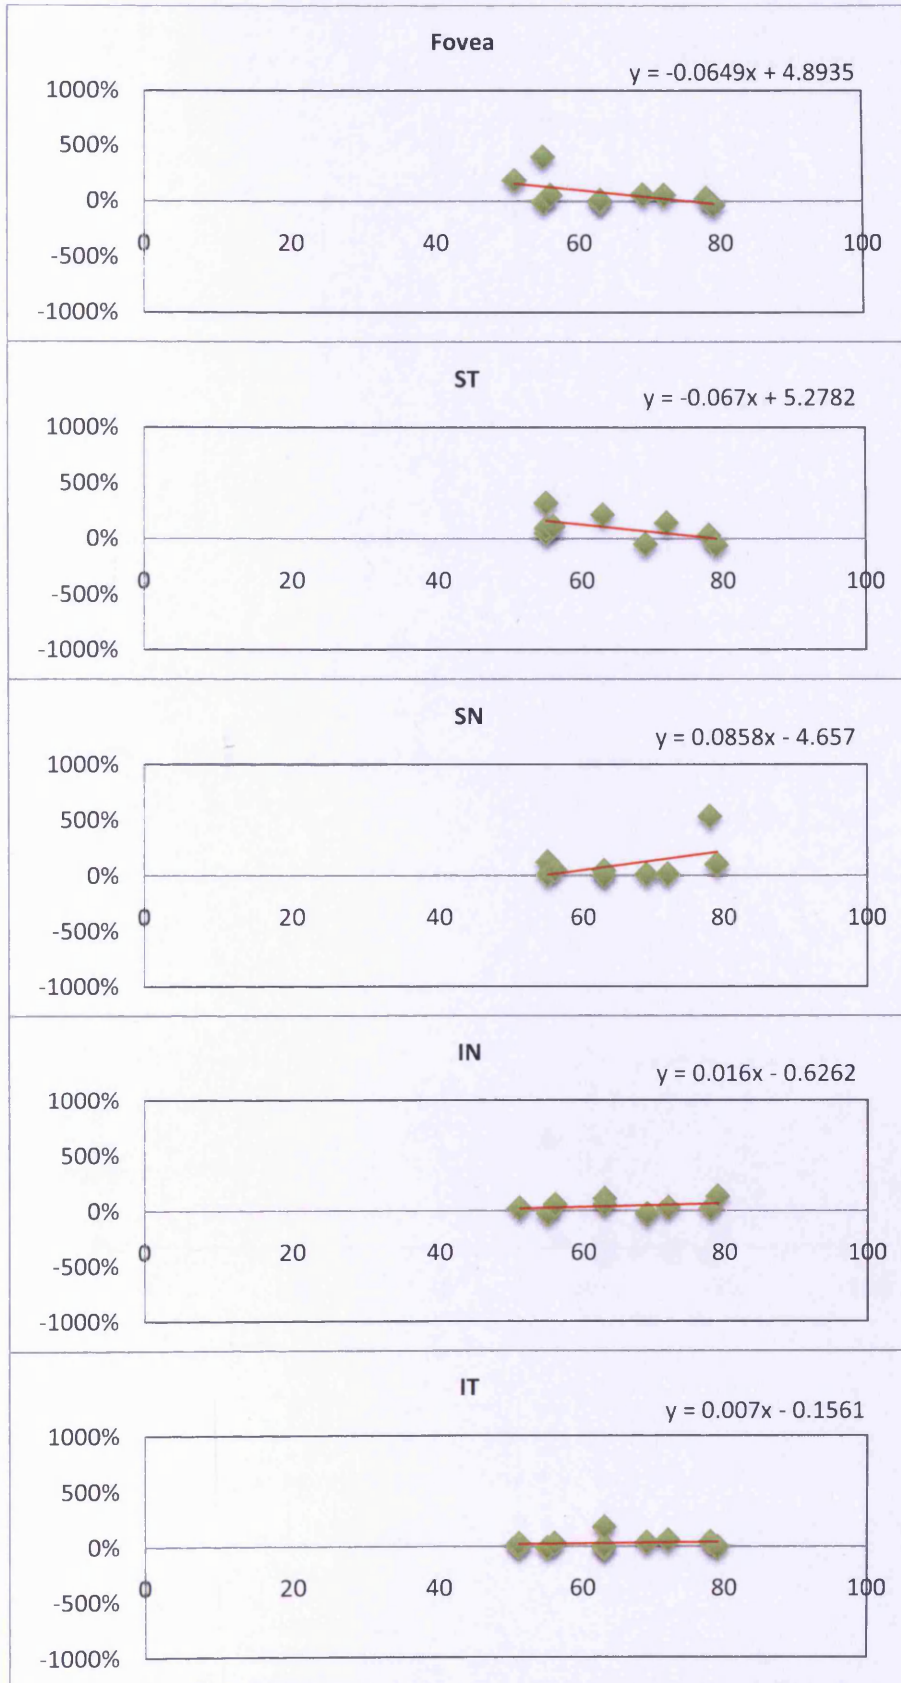 Fovea
y = -0.0649x + 4.8935
1000%
500%
0%
0 20 40 60 80 100
-500%
-1000%
ST
y = -0.067x + 5.2782
1000%
500%
0%
0 20 40 60 80 100
-500%
-1000%
SN
y = 0.0858x - 4.657
1000%
500%
0%
0 20 40 60 80 100
-500%
-1000%
IN
y = 0.016x - 0.6262
1000%
500%
0%
0 20 40 60 80 100
-500%
-1000%
IT
y = 0.007x - 0.1561
1000%
500%
0%
0 20 40 60 80 100
-500%
-1000%